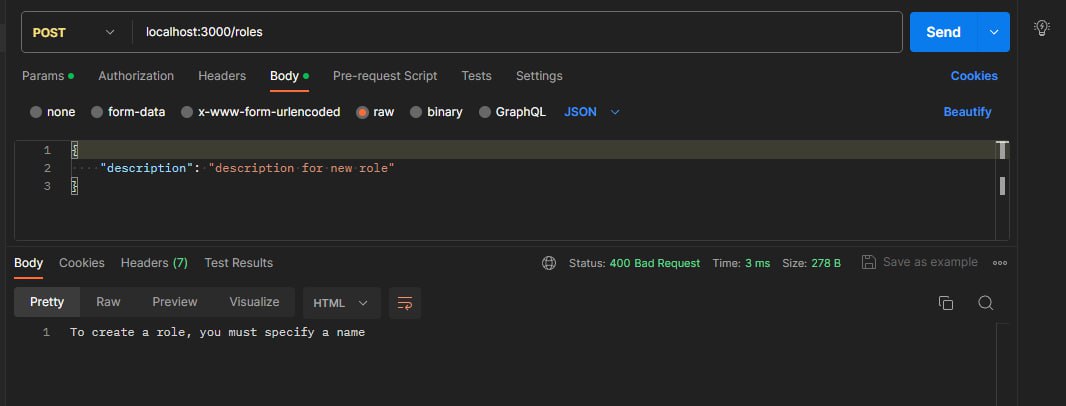 POST localhost:3000/roles Send
Params Authorization Headers Body Pre-request Script Tests Settings Cookies
none form-data x-www-form-urlencoded raw binary GraphQL JSON Beautify
1 {
2 "description": "description for new role"
3 }
Body Cookies Headers (7) Test Results Status: 400 Bad Request Time: 3 ms Size: 278 B Save as example
Pretty Raw Preview Visualize HTML
1 To create a role, you must specify a name